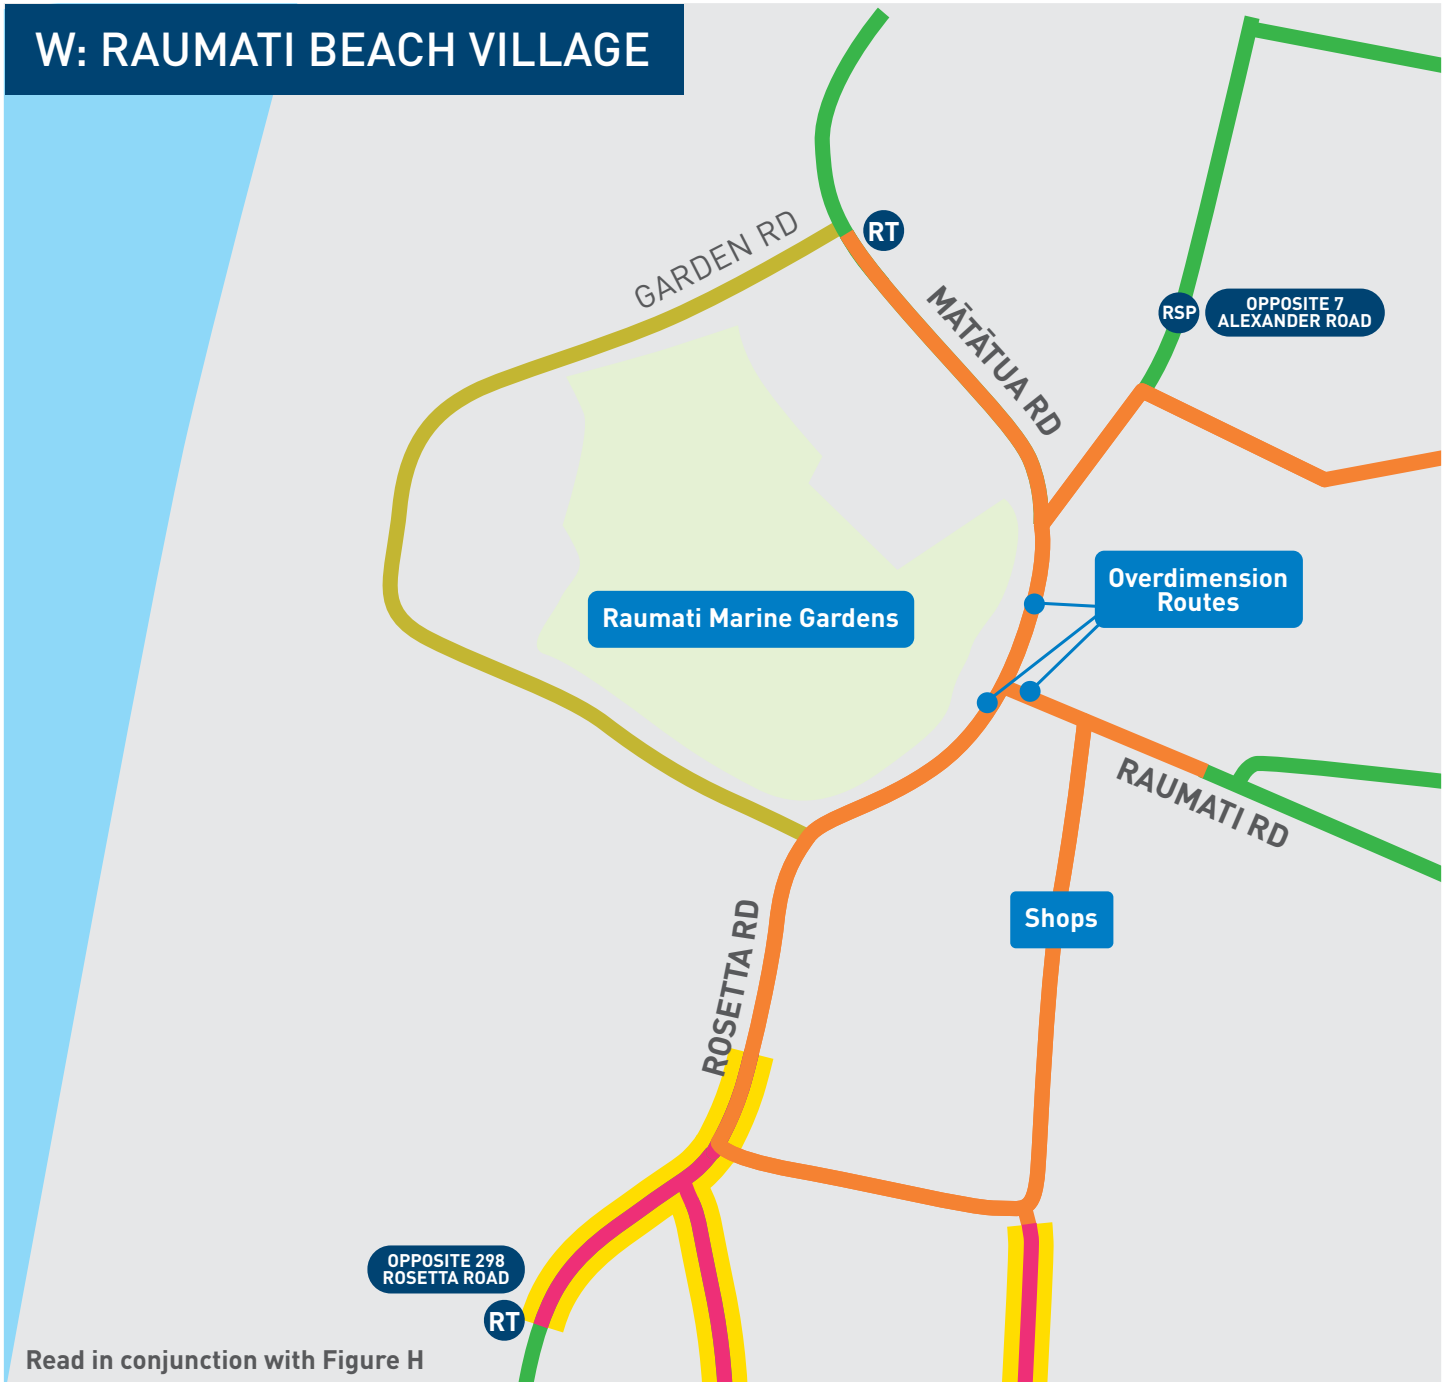 W: RAUMATI BEACH VILLAGE
GARDEN RD
RT
MĀTĀTUA RD
RSP
OPPOSITE 7
ALEXANDER ROAD
Overdimension
Routes
Raumati Marine Gardens
RAUMATI RD
Shops
ROSETTA RD
OPPOSITE 298
ROSETTA ROAD
RT
Read in conjunction with Figure H